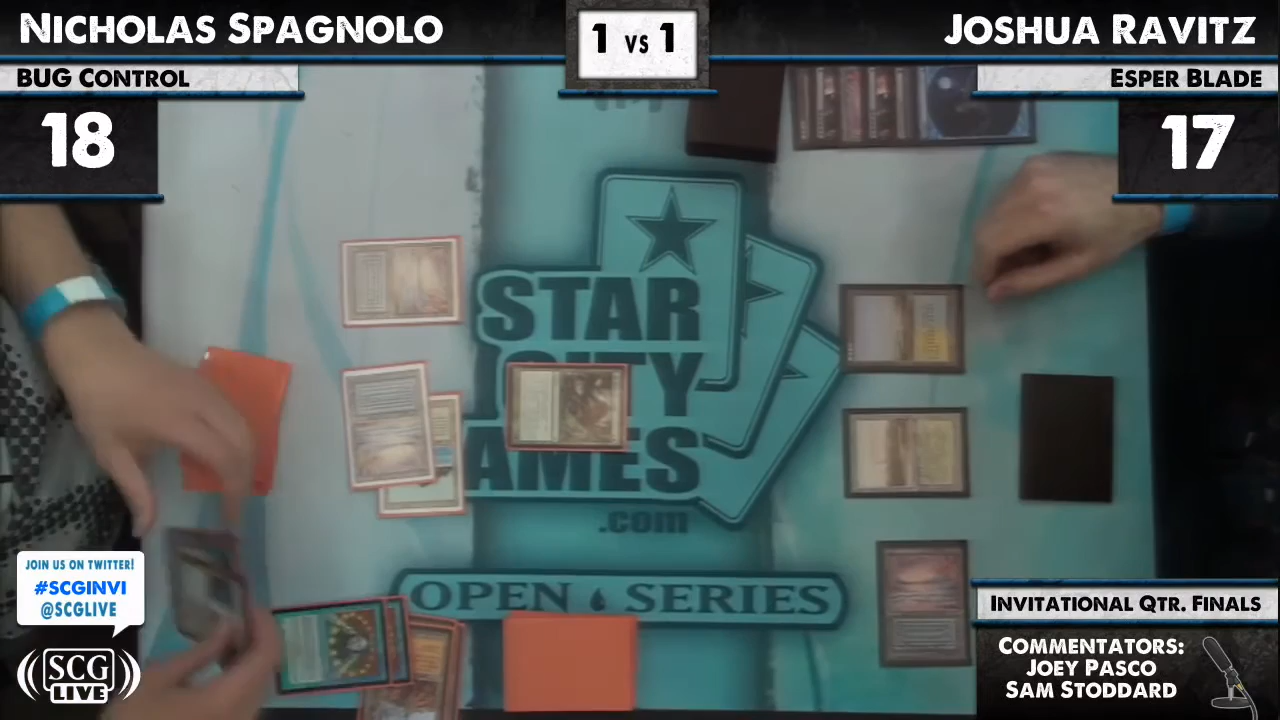 NICHOLAS SPAGNOLO
1 VS 1
JOSHUA RAVITZ
BUG CONTROL
ESPER BLADE
18
17
STAR
CITY
GAMES
.com
OPEN SERIES
JOIN US ON TWITTER!
#SCGINVI
@SCGLIVE
SCG
LIVE
INVITATIONAL QTR. FINALS
COMMENTATORS:
JOEY PASCO
SAM STODDARD